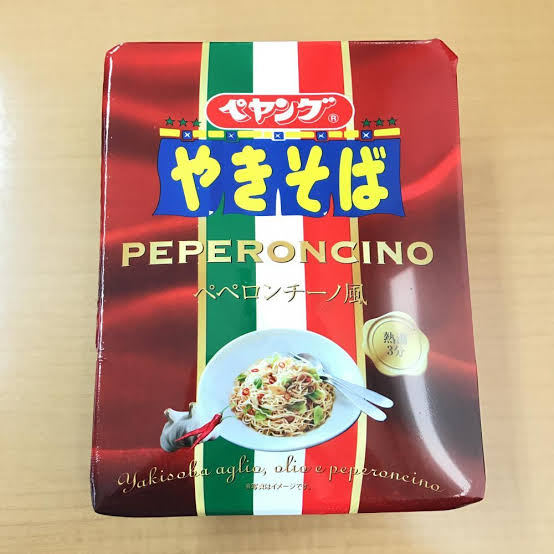 ペヤング®
やきそば
PEPERONCINO
ペペロンチーノ風
熱湯
3分
Yakisoba aglio, olio e peperoncino
※写真はイメージです。